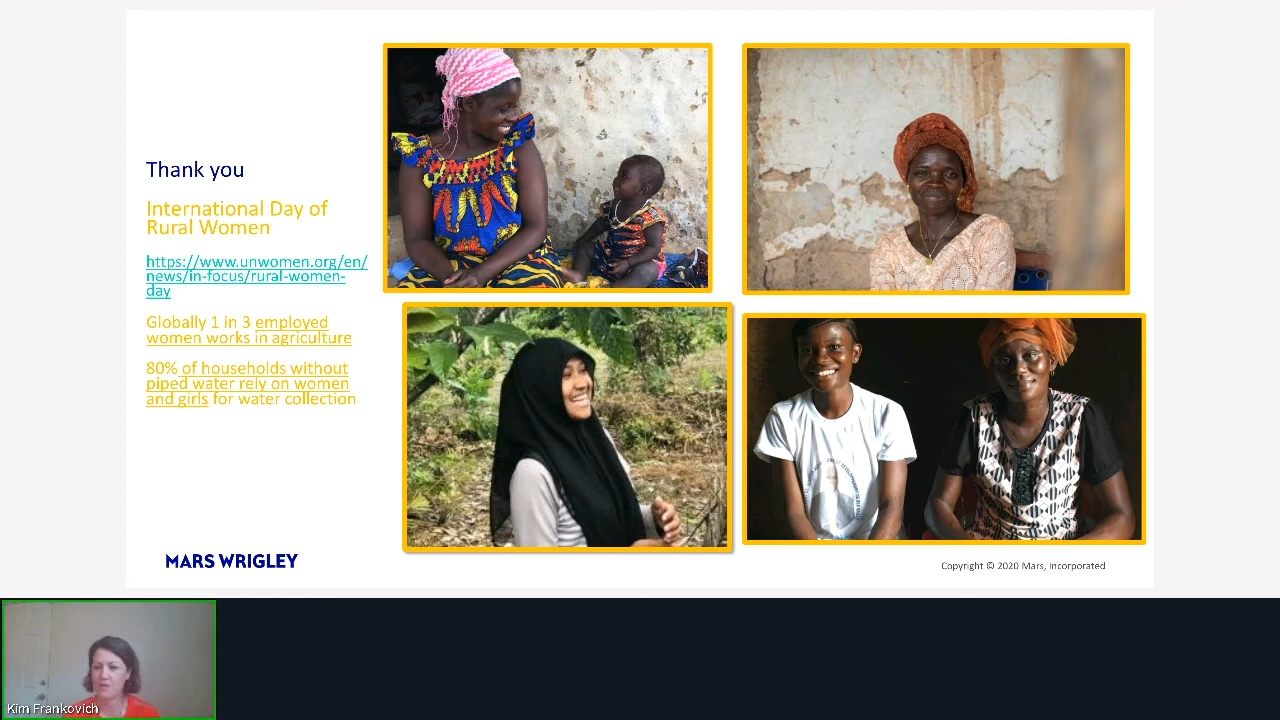 Thank you
International Day of
Rural Women
https://www.unwomen.org/en/
news/in-focus/rural-women-
day
Globally 1 in 3 employed
women works in agriculture
80% of households without
piped water rely on women
and girls for water collection
MARS WRIGLEY
Copyright © 2020 Mars, Incorporated
Kim Frankovich